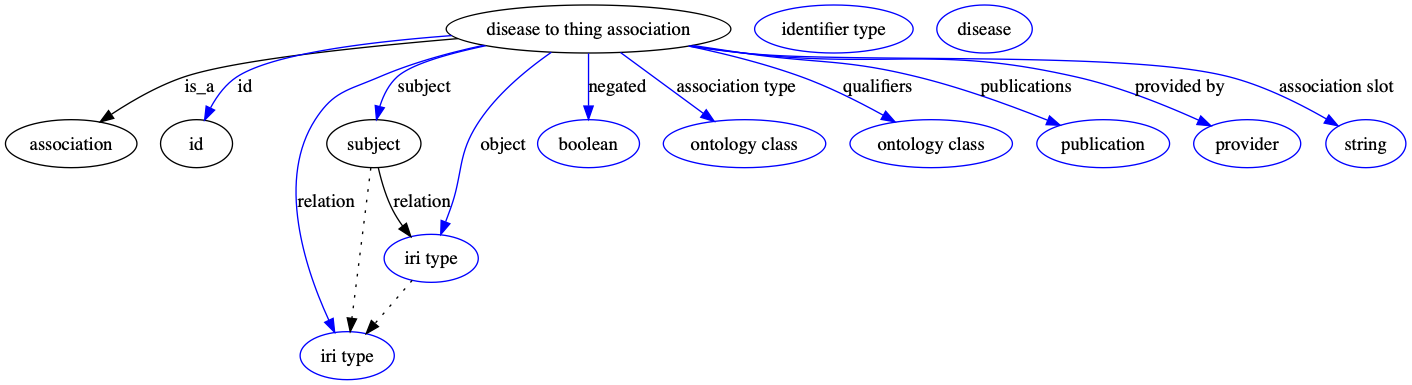 disease to thing association
identifier type
disease
is_a
id
subject
negated
association type
qualifiers
publications
provided by
association slot
association
id
subject
object
boolean
ontology class
ontology class
publication
provider
string
relation
relation
iri type
iri type